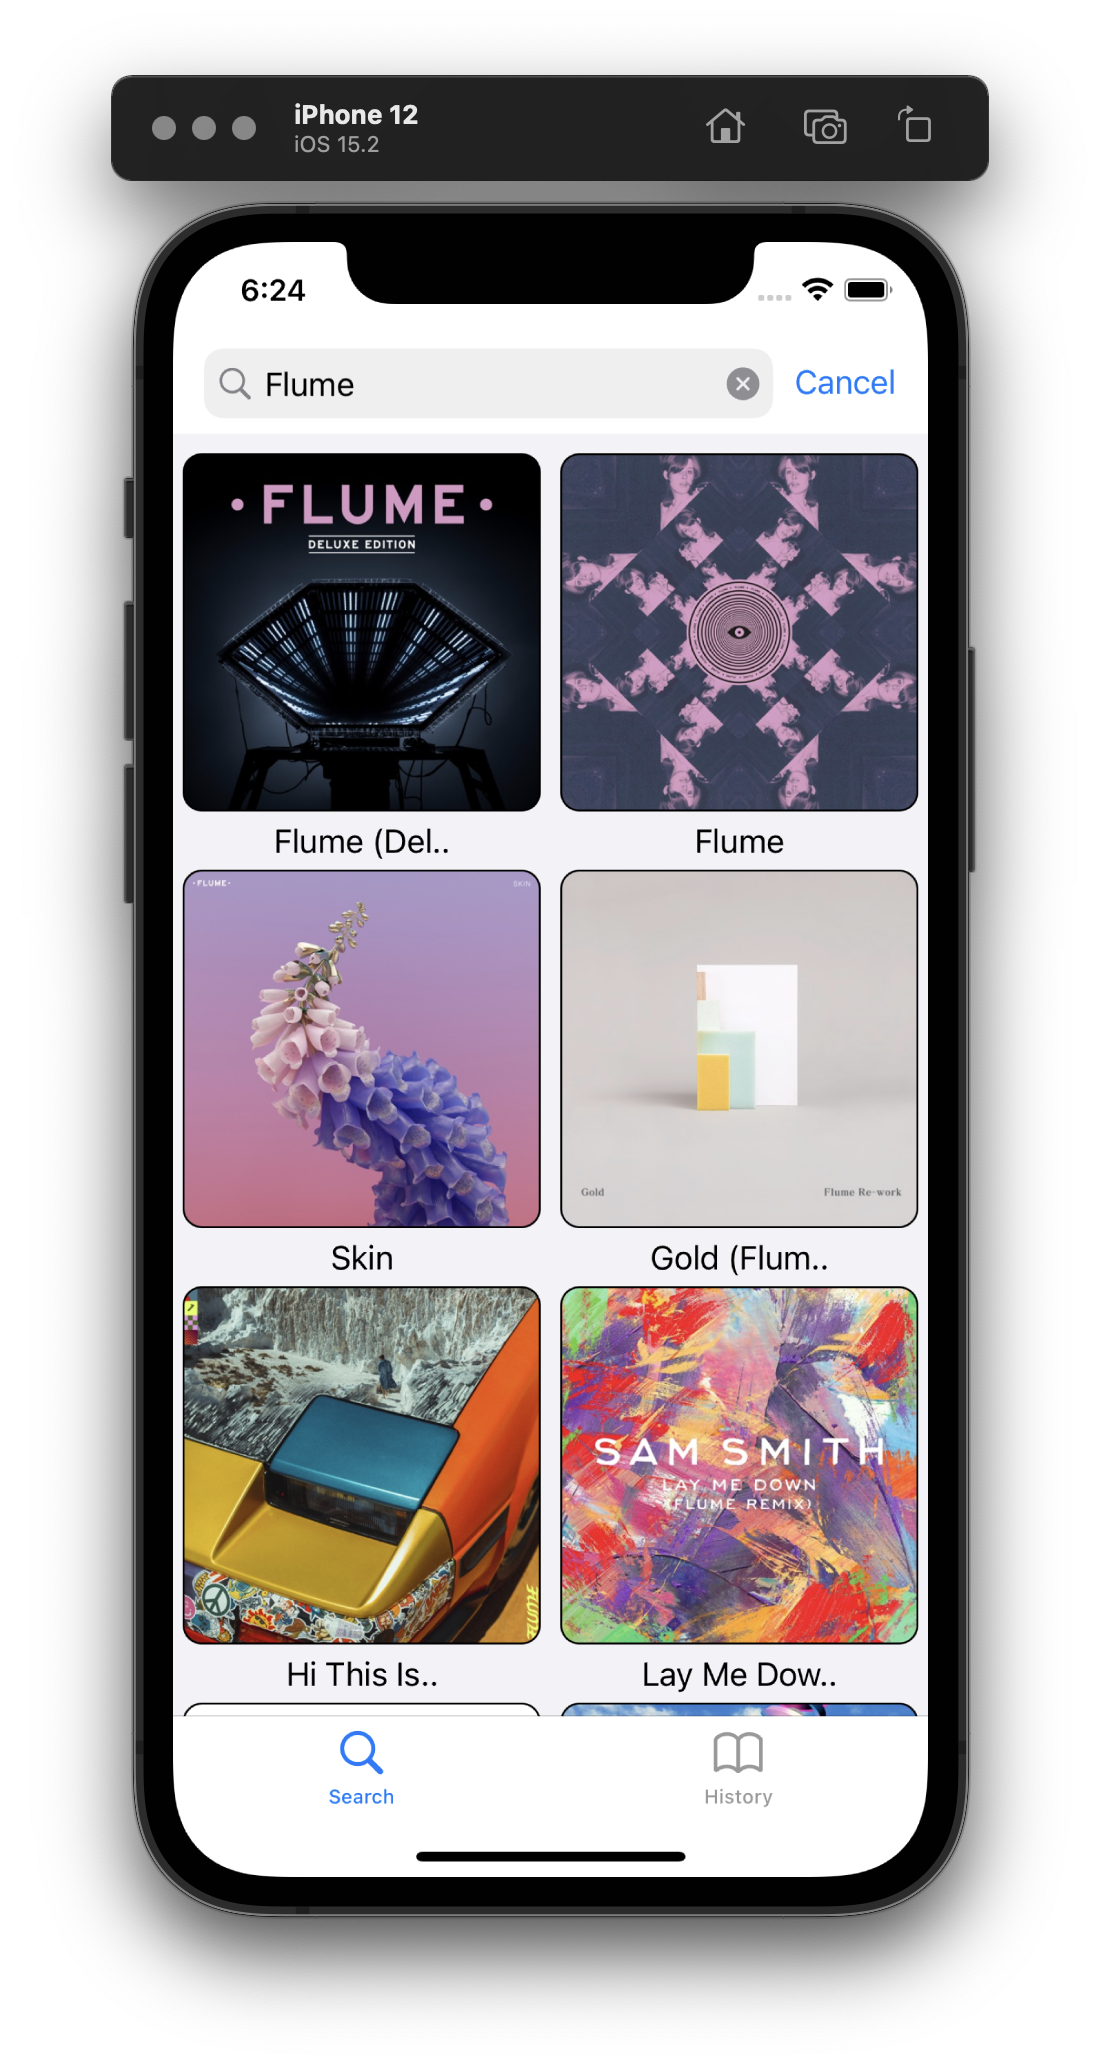 iPhone 12
iOS 15.2
6:24
Flume
Cancel
• FLUME •
DELUXE EDITION
Flume (Del..
Flume
•FLUME•
SKIN
Skin
Gold
Flume Re-work
Gold (Flum..
FLUME
Hi This Is..
SAM SMITH
LAY ME DOWN
(FLUME REMIX)
Lay Me Dow..
Search
History